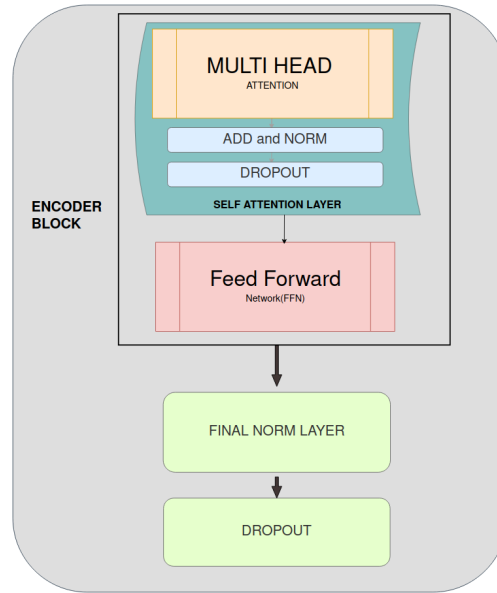 MULTI HEAD
ATTENTION
ADD and NORM
DROPOUT
SELF ATTENTION LAYER
ENCODER
BLOCK
Feed Forward
Network(FFN)
FINAL NORM LAYER
DROPOUT